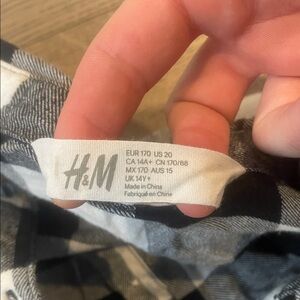 H&M
EUR 170 US 20
CA 14A+ CN 170/88
MX 170 AUS 15
UK 14Y+
Made in China
Fabriqué en Chine